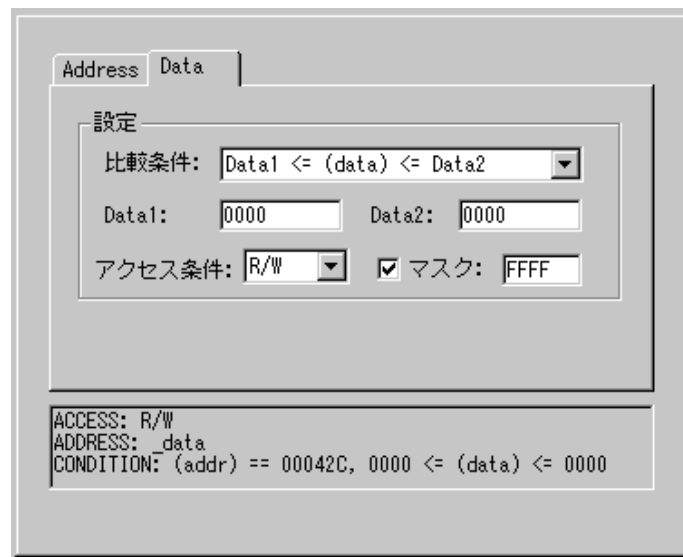 Address Data
設定
比較条件: Data1 <= (data) <= Data2
Data1: 0000 Data2: 0000
アクセス条件: R/W マスク: FFFF
ACCESS: R/W
ADDRESS: _data
CONDITION: (addr) == 00042C, 0000 <= (data) <= 0000